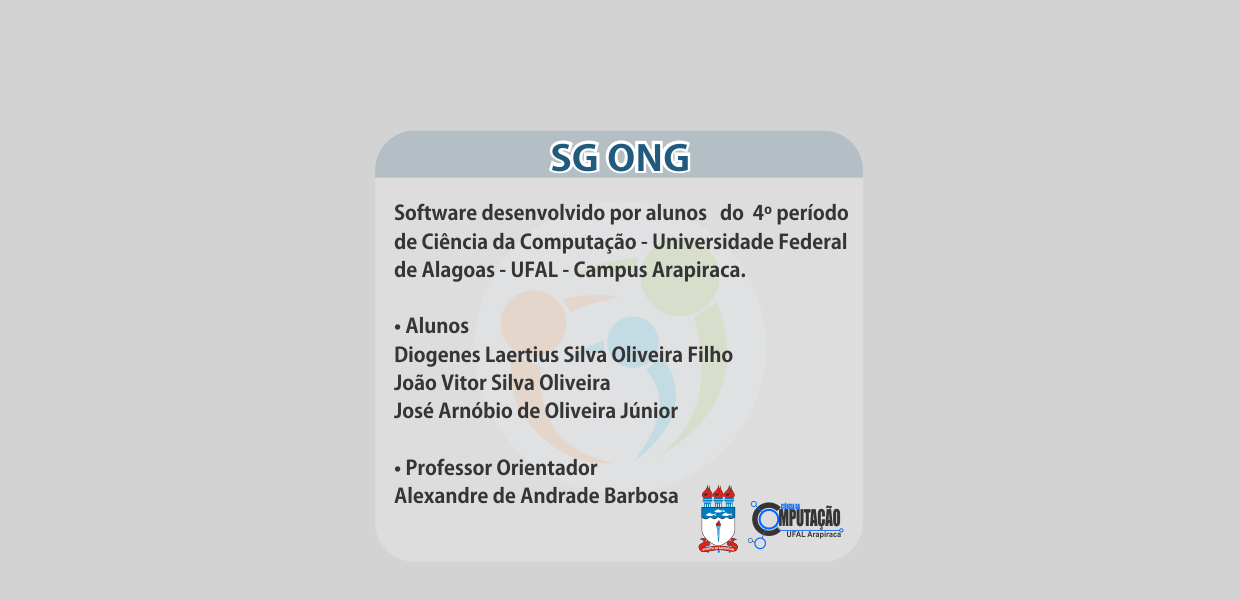 SG ONG
Software desenvolvido por alunos do 4º período
de Ciência da Computação - Universidade Federal
de Alagoas - UFAL - Campus Arapiraca.
• Alunos
Diogenes Laertius Silva Oliveira Filho
João Vitor Silva Oliveira
José Arnóbio de Oliveira Júnior
• Professor Orientador
Alexandre de Andrade Barbosa
CIÊNCIA DA
COMPUTAÇÃO
UFAL Arapiraca